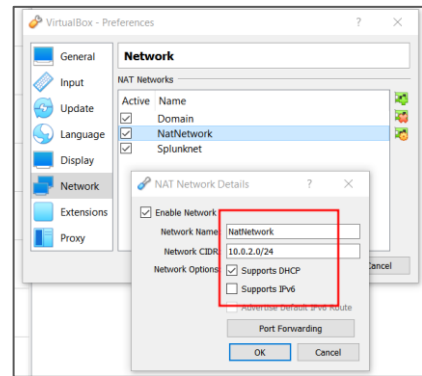 VirtualBox - Preferences ? ×
General
Input
Update
Language
Display
Network
Extensions
Proxy
Network
NAT Networks
Active Name
Domain
NatNetwork
Splunknet
Cancel
NAT Network Details ? ×
Enable Network
Network Name: NatNetwork
Network CIDR: 10.0.2.0/24
Network Options: Supports DHCP
Supports IPv6
Advertise Default IPv6 Route
Port Forwarding
OK Cancel